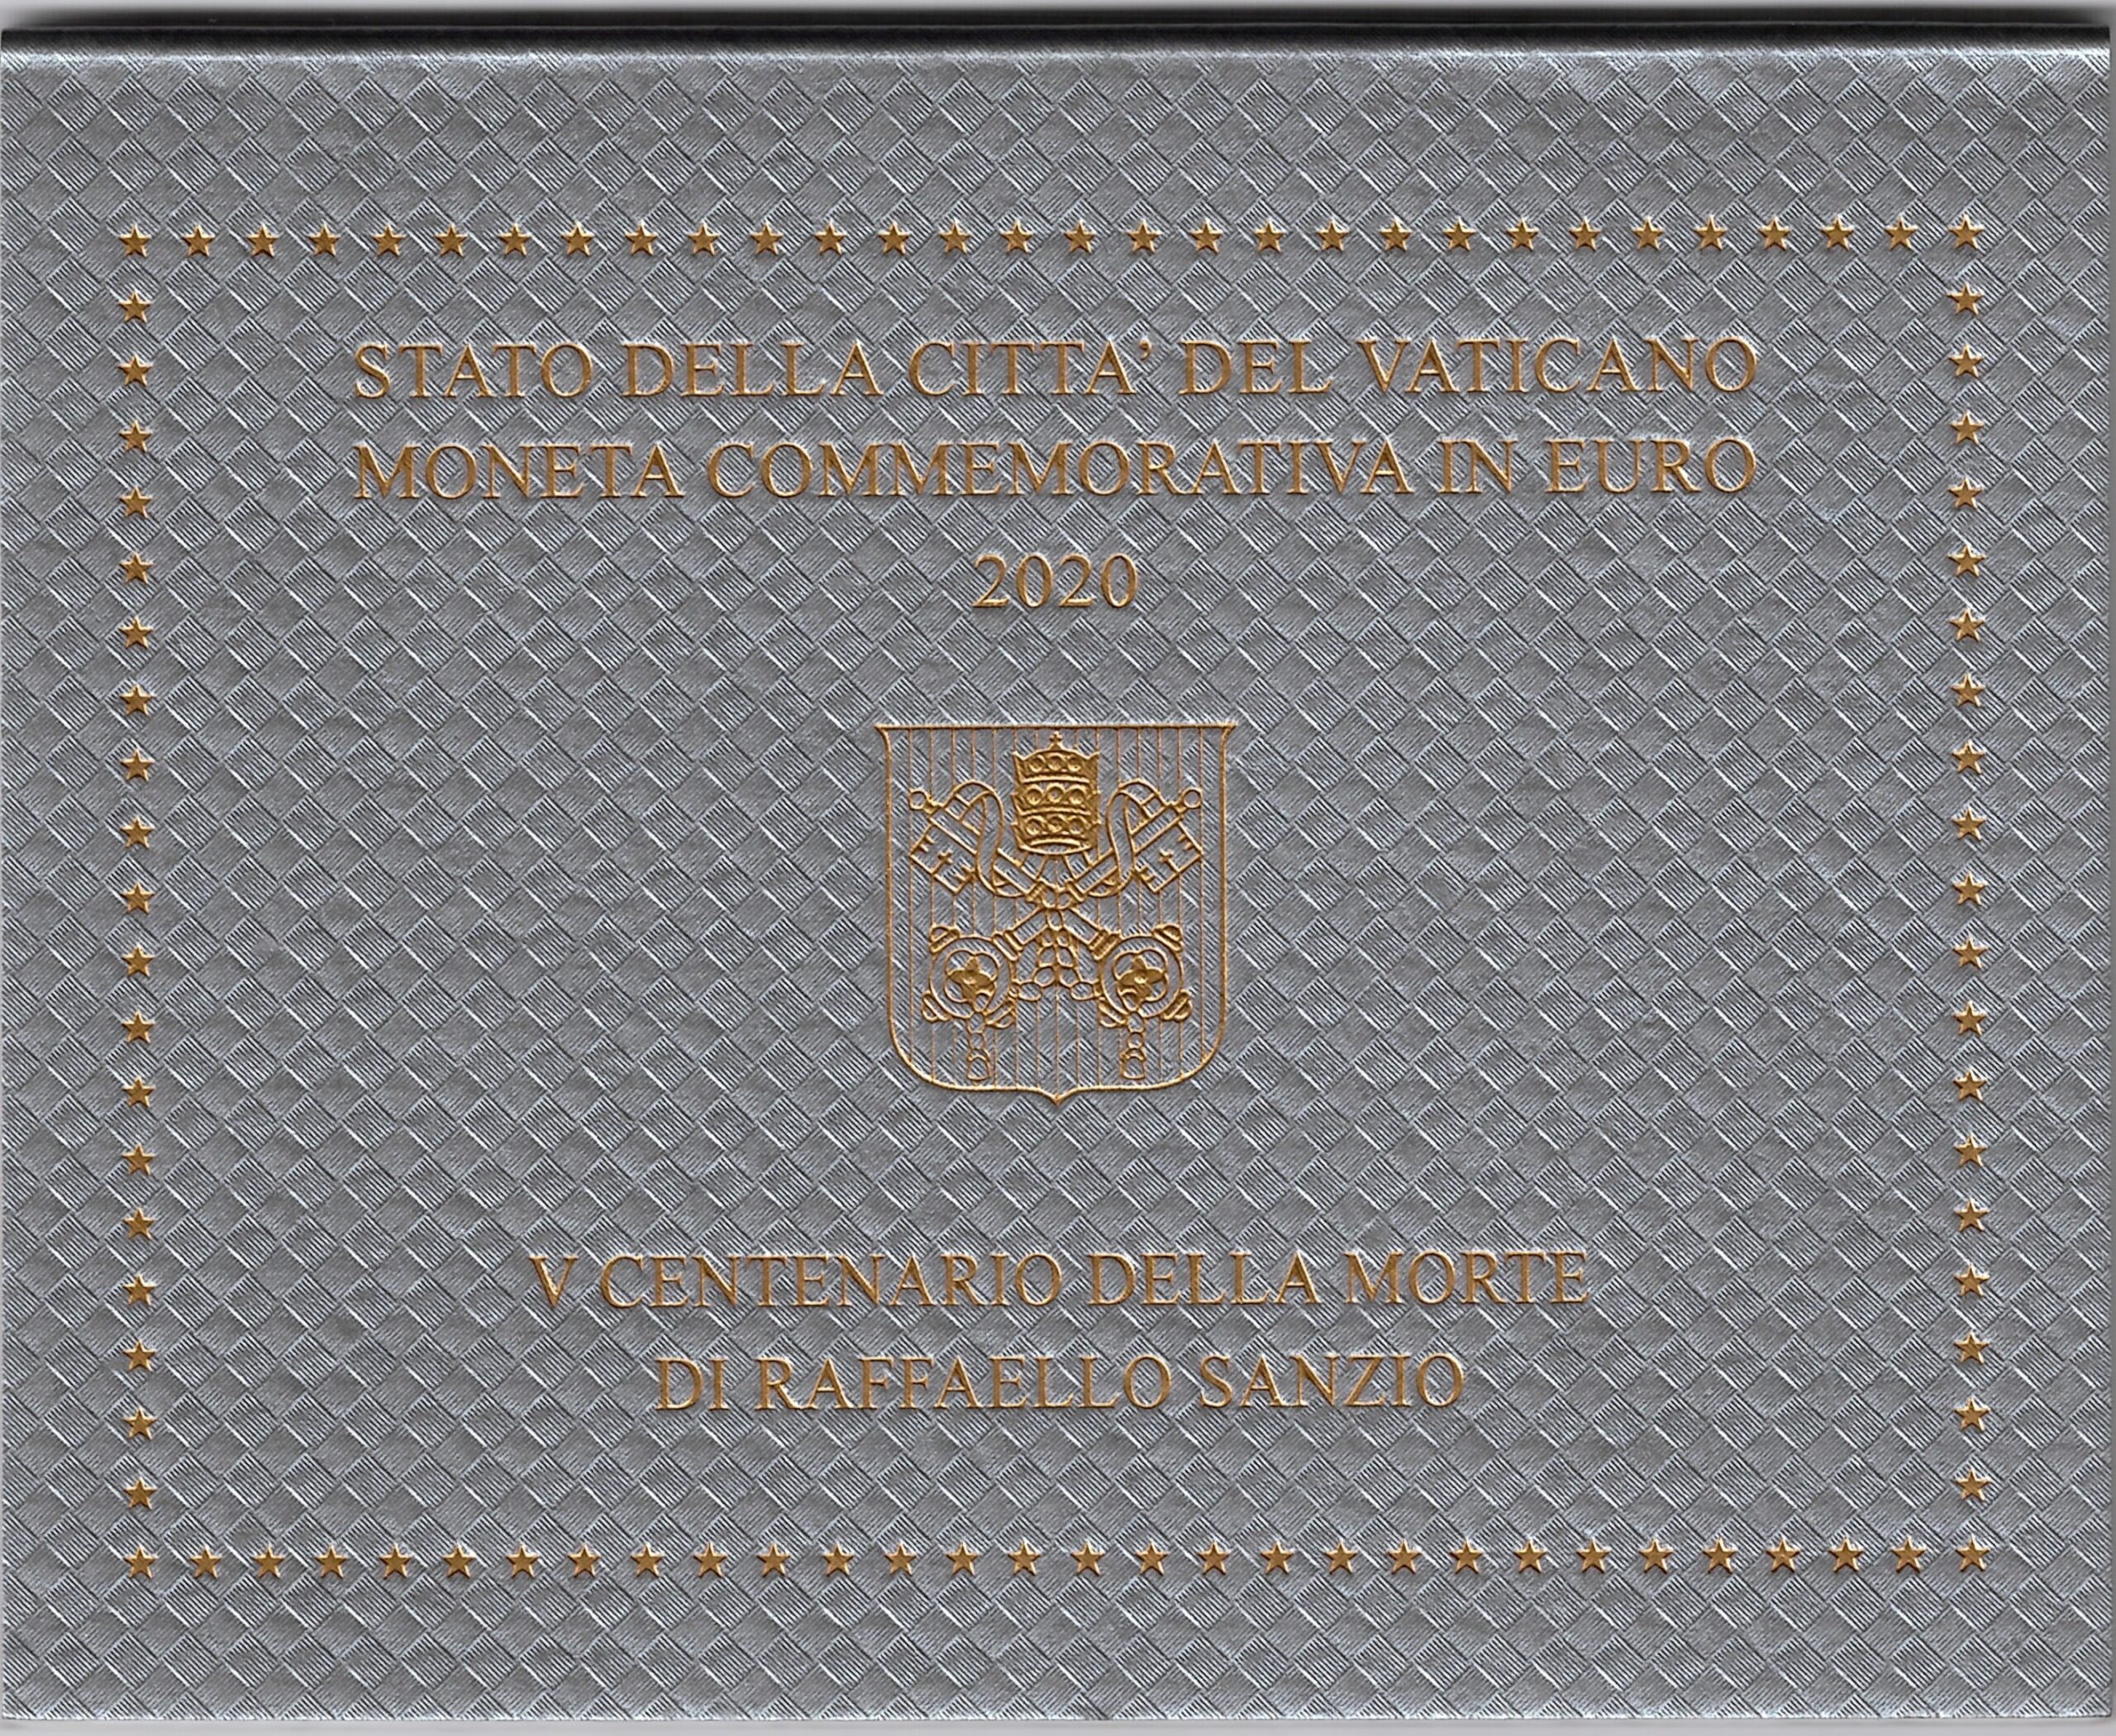 STATO DELLA CITTA’ DEL VATICANO
MONETA COMMEMORATIVA IN EURO
2020
V CENTENARIO DELLA MORTE
DI RAFFAELLO SANZIO